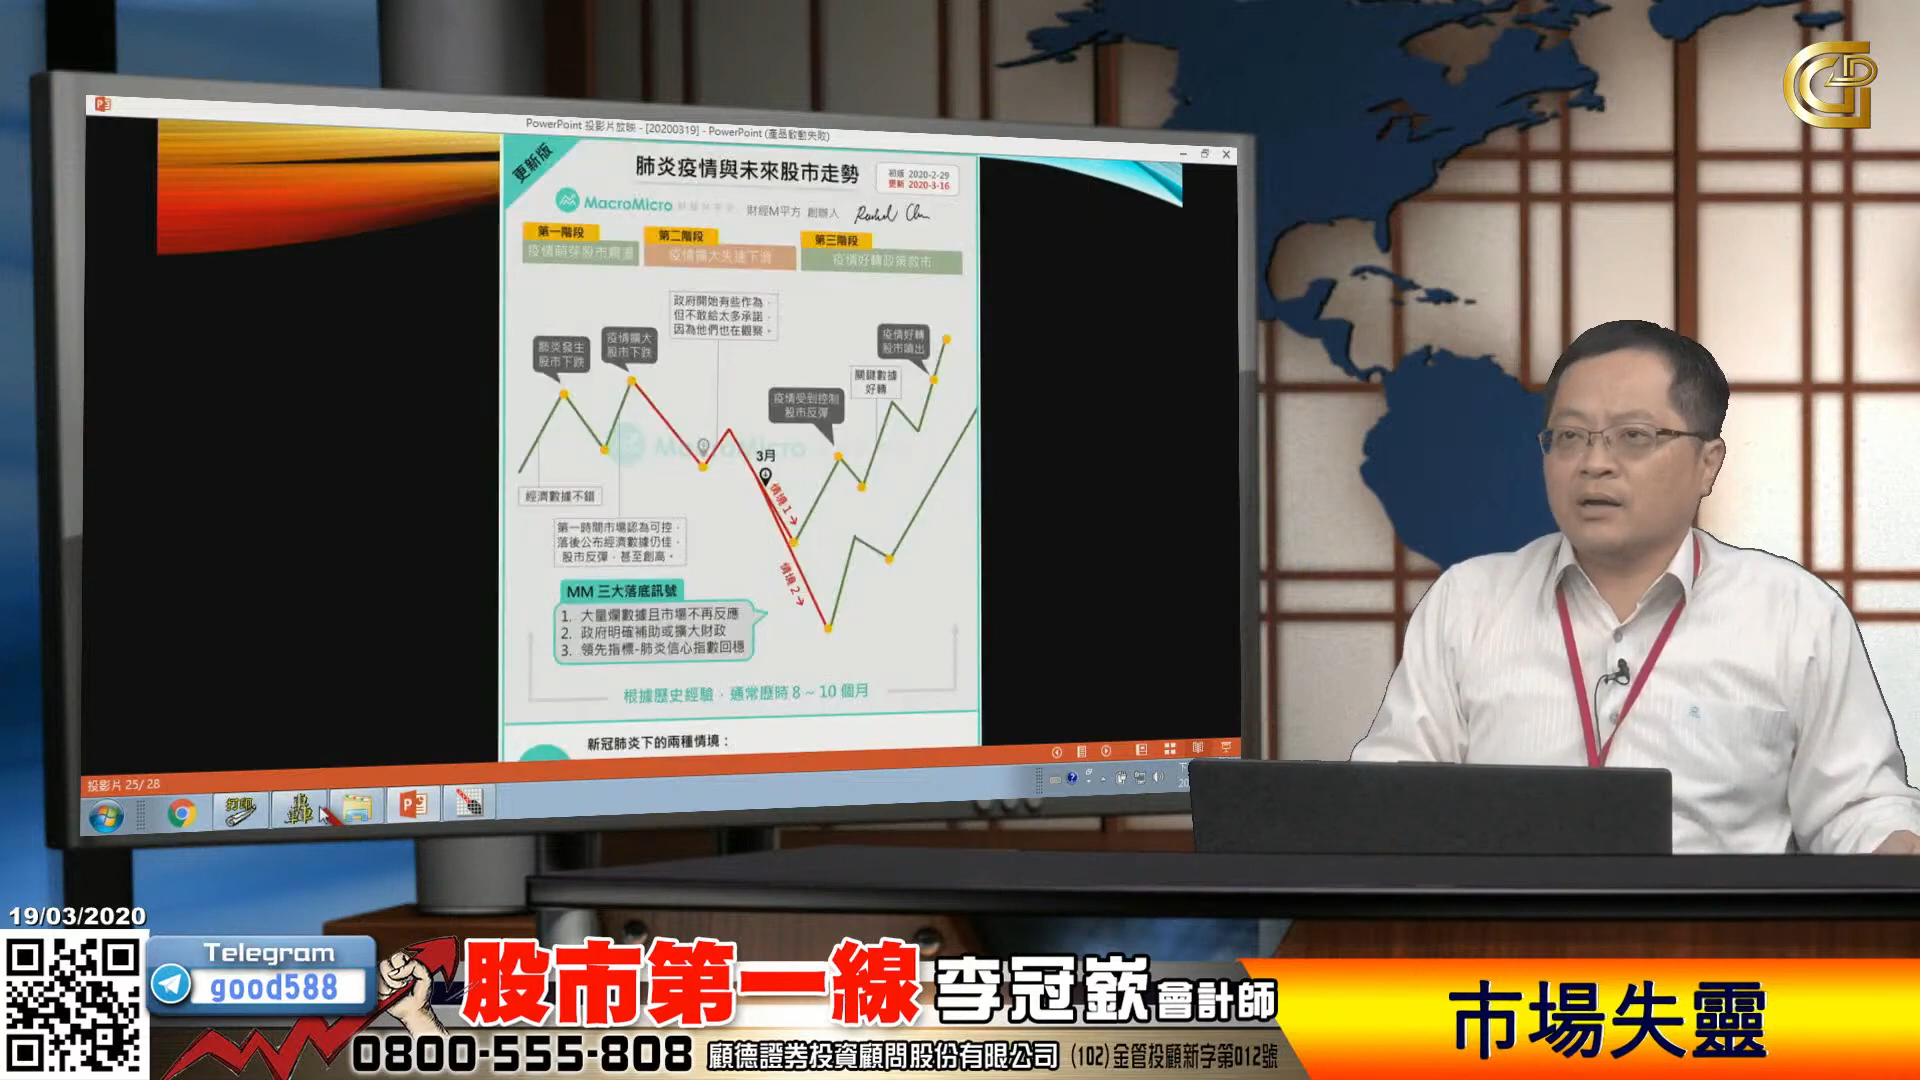 PowerPoint 投影片放映 - [20200319] - PowerPoint (產品啟動失敗)
更新版
肺炎疫情與未來股市走勢
初版 2020-2-29
更新 2020-3-16
MacroMicro
財經M平方 創辦人
第一階段
疫情萌芽股市震盪
第二階段
疫情擴大失速下滑
第三階段
疫情好轉政策救市
政府開始有些作為,
但不敢給太多承諾,
因為他們也在觀察。
肺炎發生
股市下跌
疫情擴大
股市下跌
疫情好轉
股市噴出
關鍵數據
好轉
疫情受到控制
股市反彈
MacroMicro
3月
情境1→
情境2→
經濟數據不錯
第一時間市場認為可控,
落後公布經濟數據仍佳,
股市反彈,甚至創高。
MM 三大落底訊號
1. 大量爛數據且市場不再反應
2. 政府明確補助或擴大財政
3. 領先指標-肺炎信心指數回穩
根據歷史經驗,通常歷時 8 ~ 10 個月
新冠肺炎下的兩種情境:
投影片 25/ 28
19/03/2020
Telegram
good588
股市第一線
李冠嶔會計師
0800-555-808
顧德證券投資顧問股份有限公司
(102)金管投顧新字第012號
市場失靈